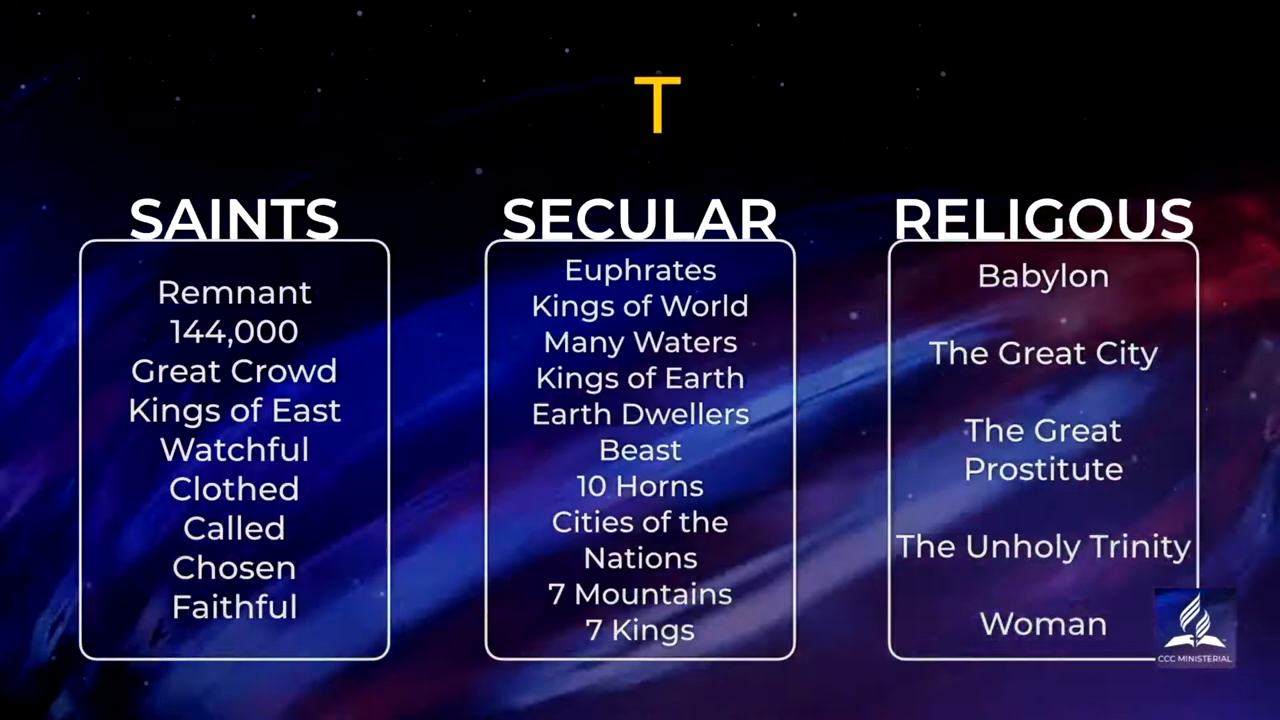 T
SAINTS
Remnant
144,000
Great Crowd
Kings of East
Watchful
Clothed
Called
Chosen
Faithful
SECULAR
Euphrates
Kings of World
Many Waters
Kings of Earth
Earth Dwellers
Beast
10 Horns
Cities of the
Nations
7 Mountains
7 Kings
RELIGOUS
Babylon
The Great City
The Great
Prostitute
The Unholy Trinity
Woman
CCC MINISTERIAL